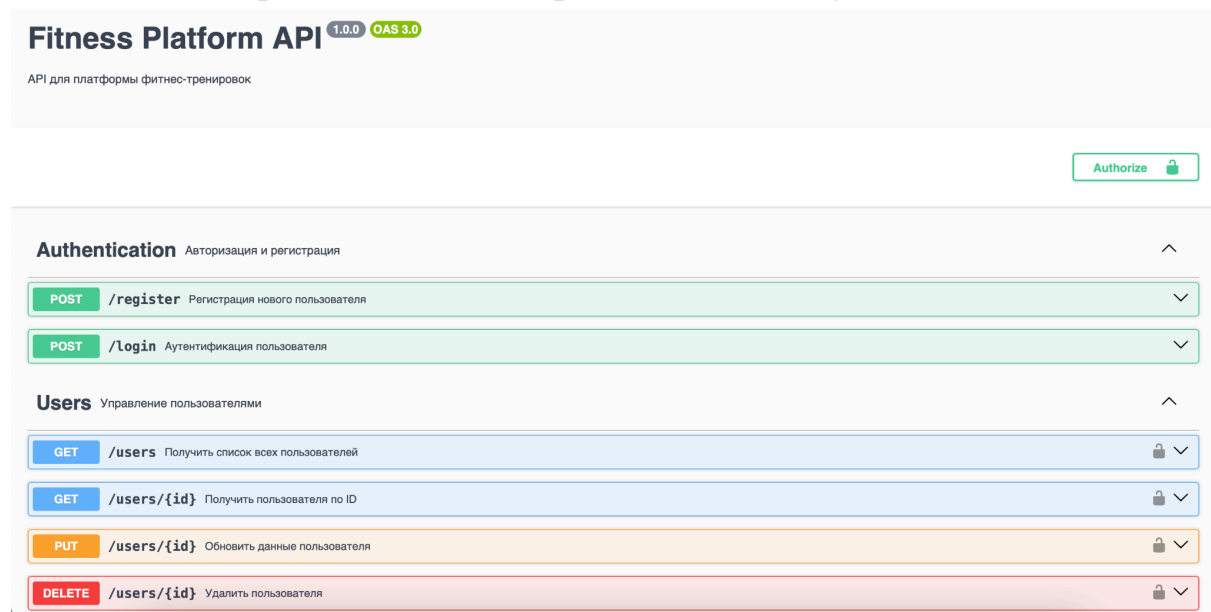 Fitness Platform API 1.0.0 OAS 3.0
API для платформы фитнес-тренировок
Authorize
Authentication Авторизация и регистрация
POST /register Регистрация нового пользователя
POST /login Аутентификация пользователя
Users Управление пользователями
GET /users Получить список всех пользователей
GET /users/{id} Получить пользователя по ID
PUT /users/{id} Обновить данные пользователя
DELETE /users/{id} Удалить пользователя